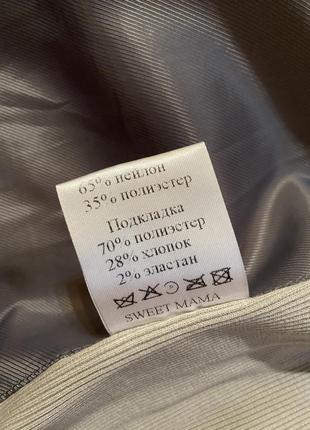 65% нейлон
35% полиэстер
Подкладка
70% полиэстер
28% хлопок
2% эластан
SWEET MAMA